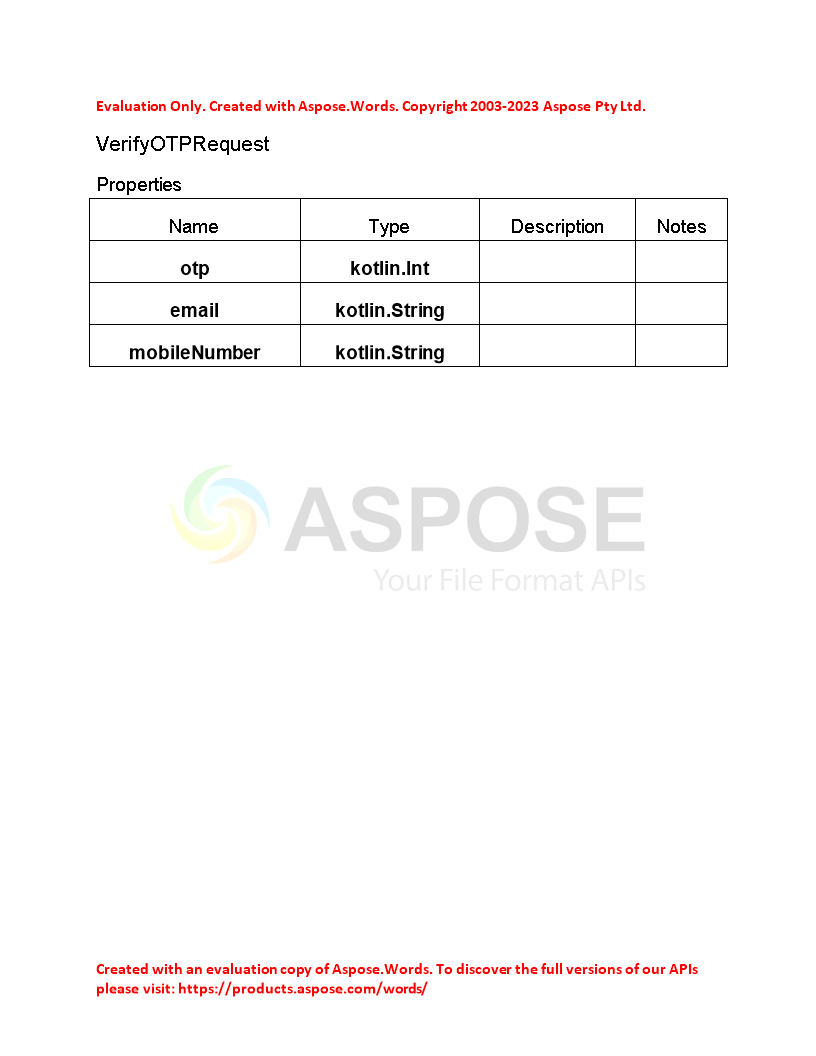 Evaluation Only. Created with Aspose.Words. Copyright 2003-2023 Aspose Pty Ltd.
VerifyOTPRequest
Properties
Name Type Description Notes
otp kotlin.Int
email kotlin.String
mobileNumber kotlin.String
ASPOSE
Your File Format APIs
Created with an evaluation copy of Aspose.Words. To discover the full versions of our APIs
please visit: https://products.aspose.com/words/